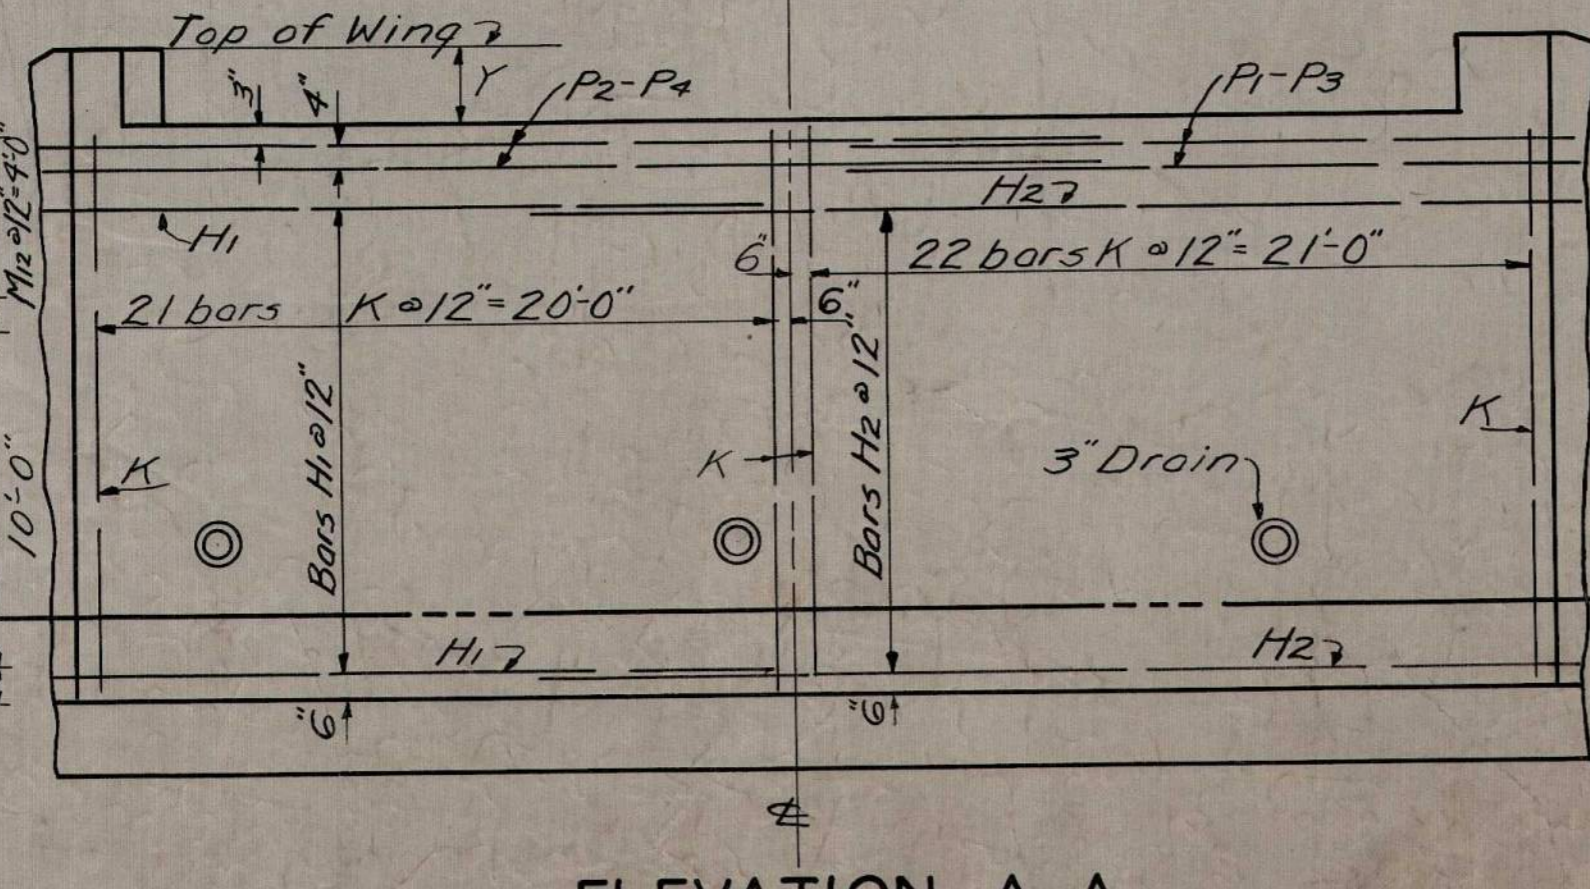 Top of Wing
3"
4"
Y
P2-P4
P1-P3
M12 @ 12" = 4'-0"
H1
H2
6"
22 bars K @ 12" = 21'-0"
21 bars K @ 12" = 20'-0"
6"
Bars H1 @ 12"
Bars H2 @ 12"
K
K
K
3" Drain
10'-0"
H1
H2
6"
6"
℄
ELEVATION A-A